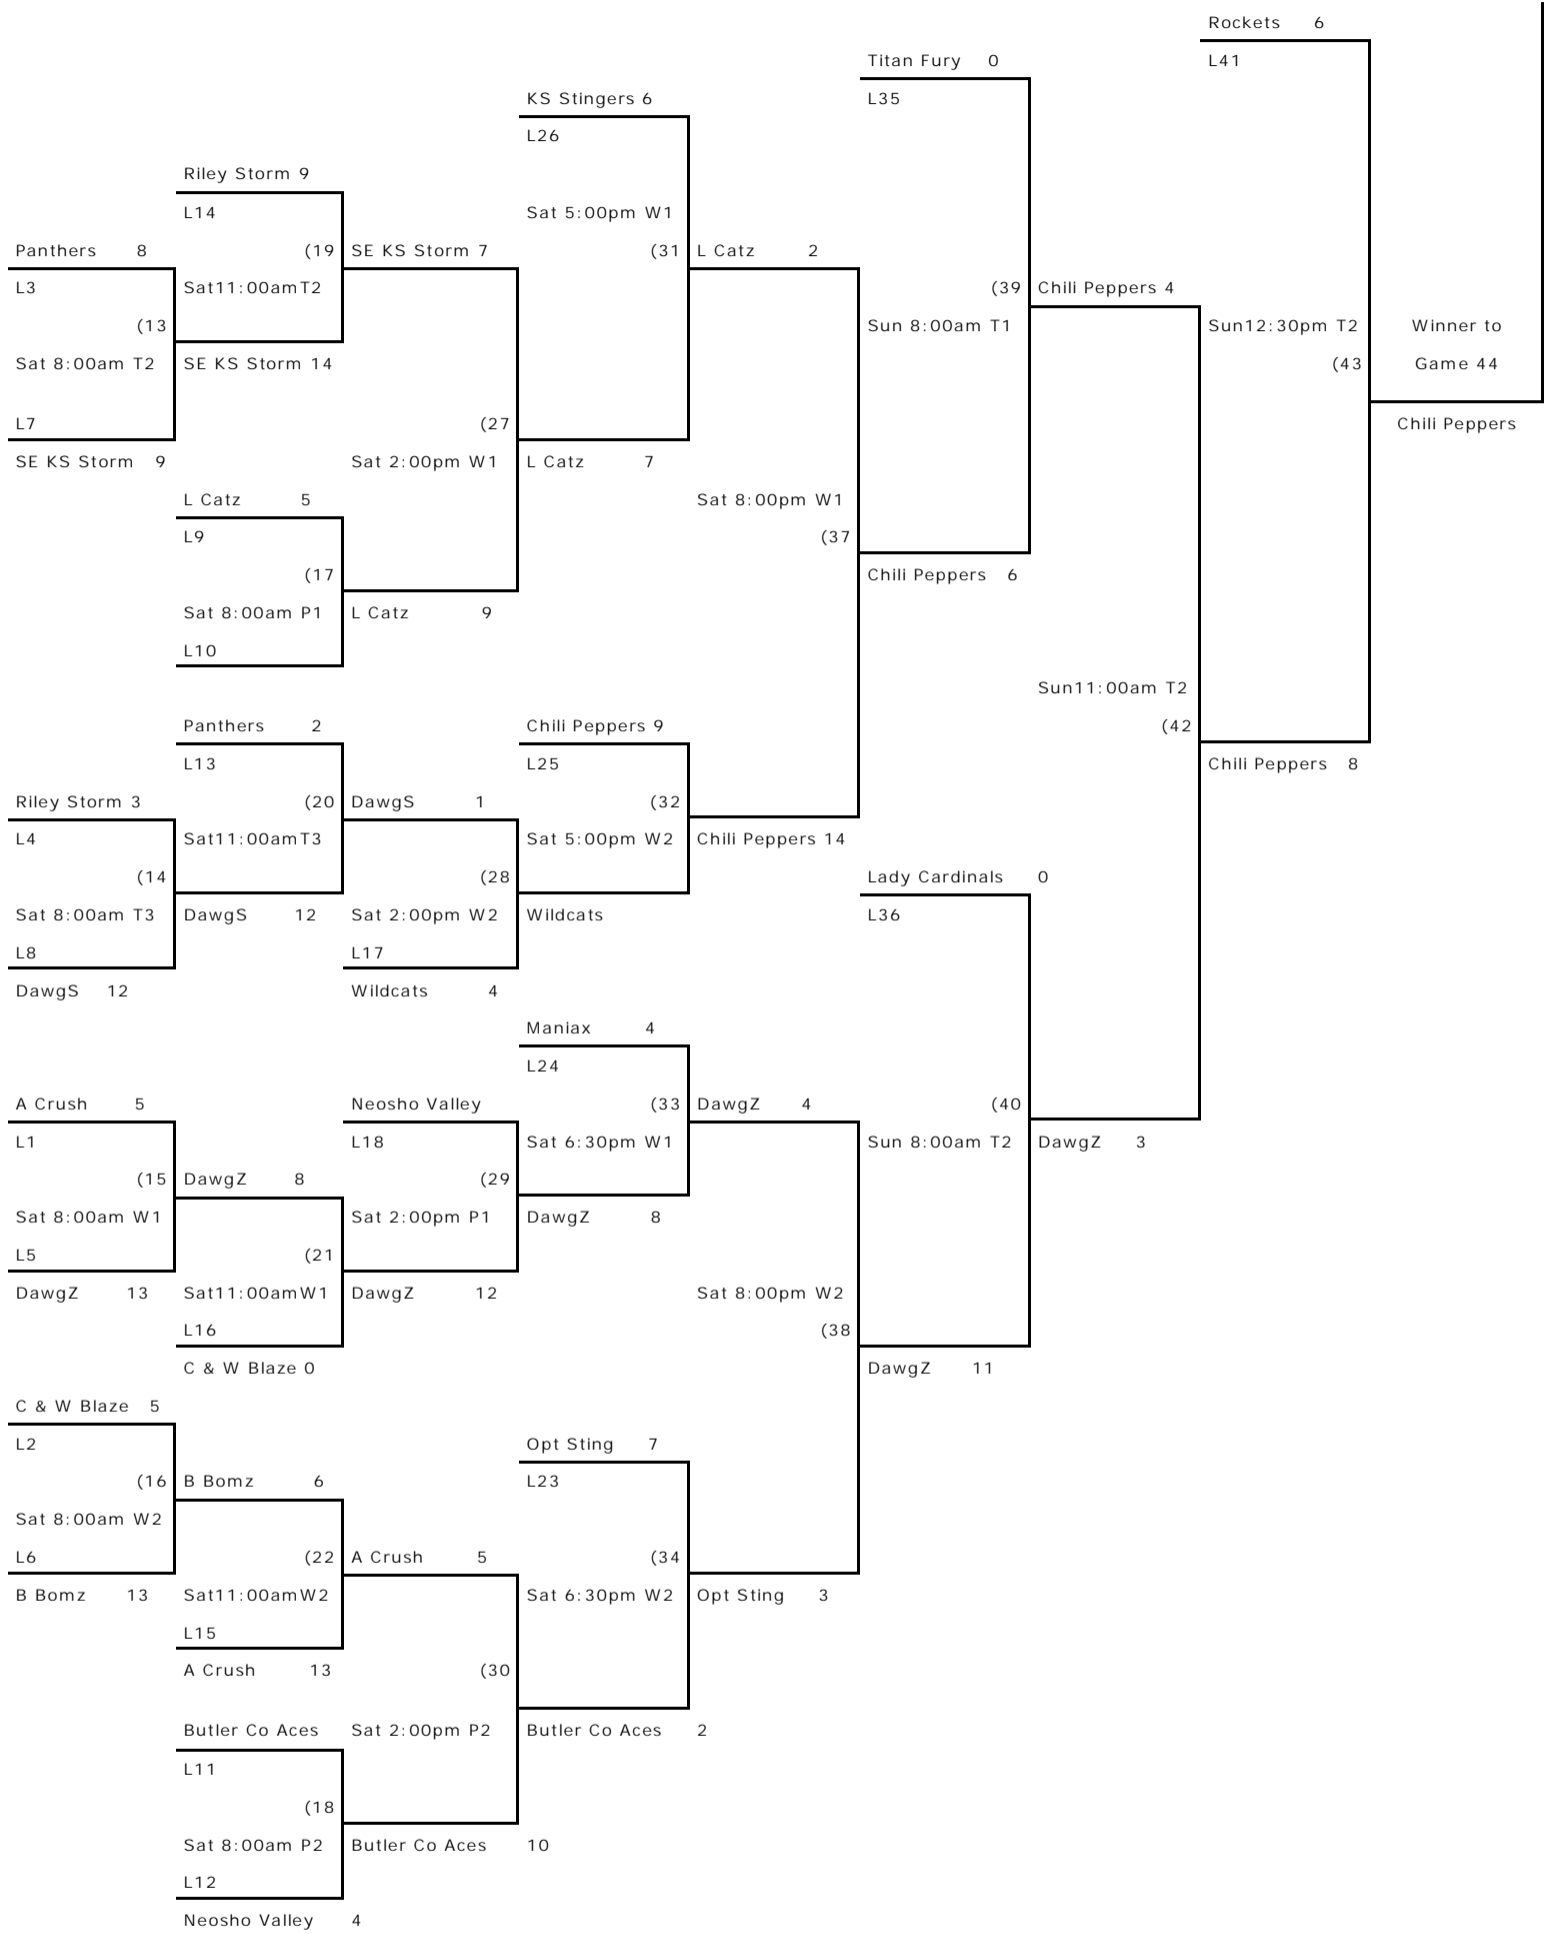 Rockets 6
Titan Fury 0
L41
KS Stingers 6
L35
L26
Riley Storm 9
L14
Sat 5:00pm W1
Panthers 8
(19
SE KS Storm 7
(31
L Catz 2
L3
Sat11:00amT2
(39
Chili Peppers 4
(13
Sun 8:00am T1
Sun12:30pm T2
Winner to
Sat 8:00am T2
SE KS Storm 14
(43
Game 44
L7
(27
Chili Peppers
SE KS Storm 9
Sat 2:00pm W1
L Catz 7
L Catz 5
Sat 8:00pm W1
L9
(37
(17
Chili Peppers 6
Sat 8:00am P1
L Catz 9
L10
Sun11:00am T2
Panthers 2
Chili Peppers 9
(42
L13
L25
Chili Peppers 8
Riley Storm 3
(20
DawgS 1
(32
L4
Sat11:00amT3
Sat 5:00pm W2
Chili Peppers 14
(14
(28
Lady Cardinals 0
Sat 8:00am T3
DawgS 12
Sat 2:00pm W2
Wildcats
L36
L8
L17
DawgS 12
Wildcats 4
Maniax 4
L24
A Crush 5
Neosho Valley
(33
DawgZ 4
(40
L1
L18
Sat 6:30pm W1
Sun 8:00am T2
DawgZ 3
(15
DawgZ 8
(29
Sat 8:00am W1
Sat 2:00pm P1
DawgZ 8
L5
(21
DawgZ 13
Sat11:00amW1
DawgZ 12
Sat 8:00pm W2
L16
(38
C & W Blaze 0
DawgZ 11
C & W Blaze 5
L2
Opt Sting 7
(16
B Bomz 6
L23
Sat 8:00am W2
L6
(22
A Crush 5
(34
B Bomz 13
Sat11:00amW2
Sat 6:30pm W2
Opt Sting 3
L15
A Crush 13
(30
Butler Co Aces
Sat 2:00pm P2
Butler Co Aces 2
L11
(18
Sat 8:00am P2
Butler Co Aces 10
L12
Neosho Valley 4